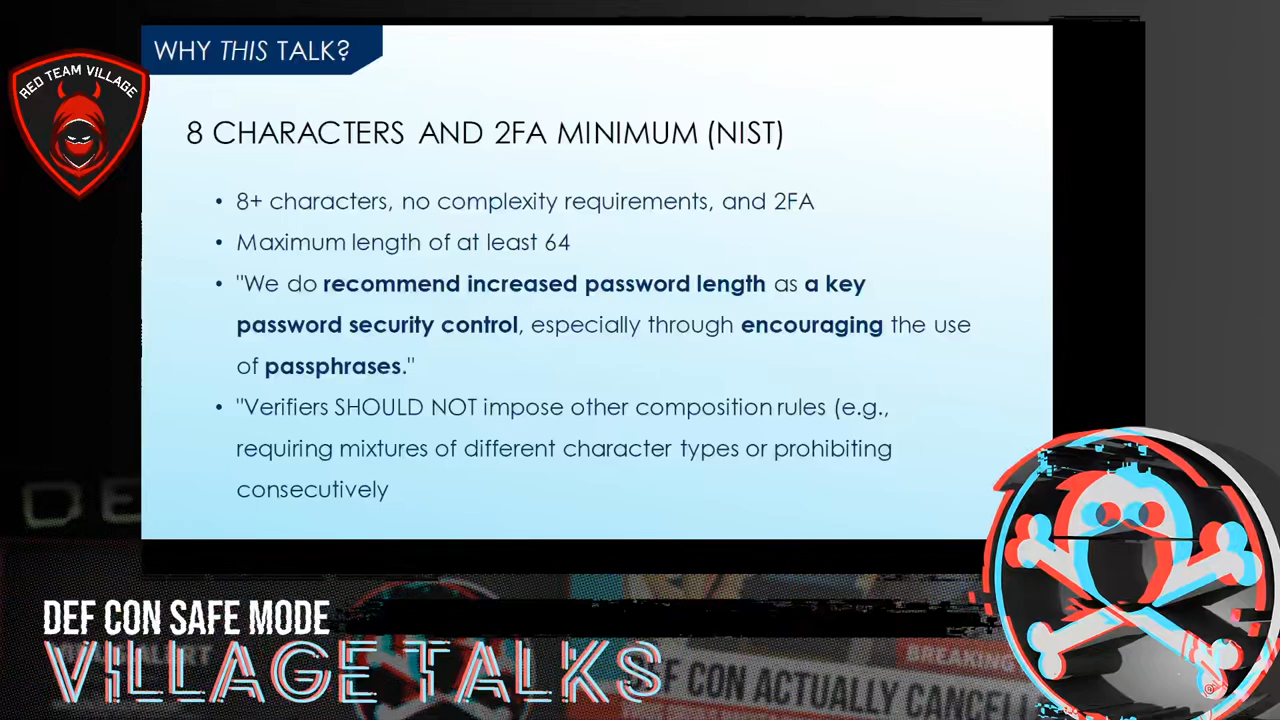 WHY THIS TALK?
RED TEAM VILLAGE
8 CHARACTERS AND 2FA MINIMUM (NIST)
• 8+ characters, no complexity requirements, and 2FA
• Maximum length of at least 64
• "We do recommend increased password length as a key
password security control, especially through encouraging the use
of passphrases."
• "Verifiers SHOULD NOT impose other composition rules (e.g.,
requiring mixtures of different character types or prohibiting
consecutively
DEF CON SAFE MODE
VILLAGE TALKS
BREAKING
DEF CON ACTUALLY CANCELL